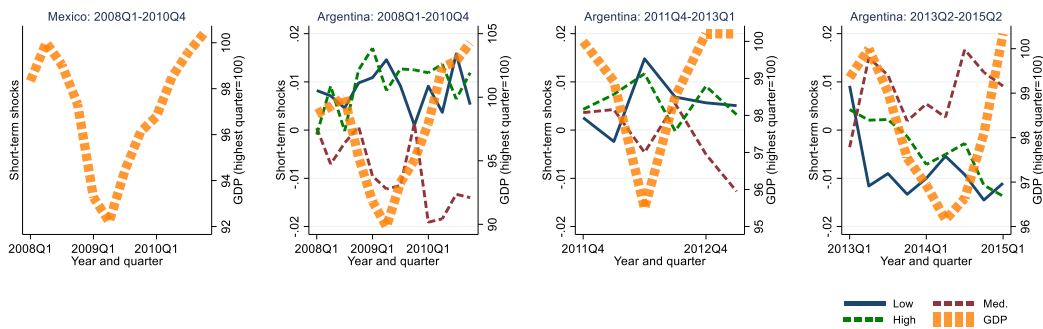 Mexico: 2008Q1-2010Q4
Short-term shocks
92 94 96 98 100
GDP (highest quarter=100)
2008Q1 2009Q1 2010Q1
Year and quarter
Argentina: 2008Q1-2010Q4
Short-term shocks
-.02 -.01 0 .01 .02
90 95 100 105
GDP (highest quarter=100)
2008Q1 2009Q1 2010Q1
Year and quarter
Argentina: 2011Q4-2013Q1
Short-term shocks
-.02 -.01 0 .01 .02
95 96 97 98 99 100
GDP (highest quarter=100)
2011Q4 2012Q4
Year and quarter
Argentina: 2013Q2-2015Q2
Short-term shocks
-.02 -.01 0 .01 .02
96 97 98 99 100
GDP (highest quarter=100)
2013Q1 2014Q1 2015Q1
Year and quarter
Low Med.
High GDP